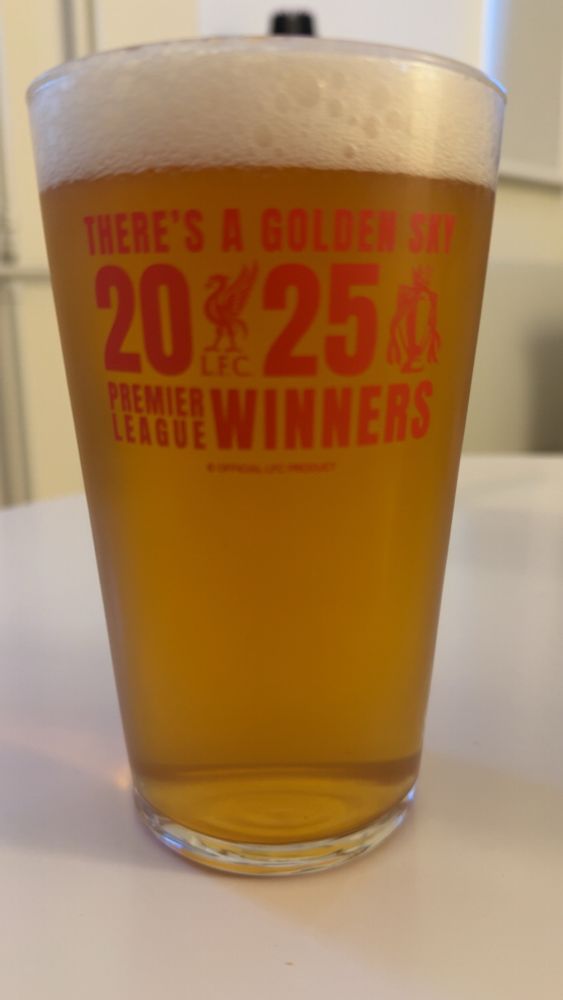 THERE'S A GOLDEN SKY
20 L.F.C. 25
PREMIER LEAGUE WINNERS
© OFFICIAL LFC PRODUCT